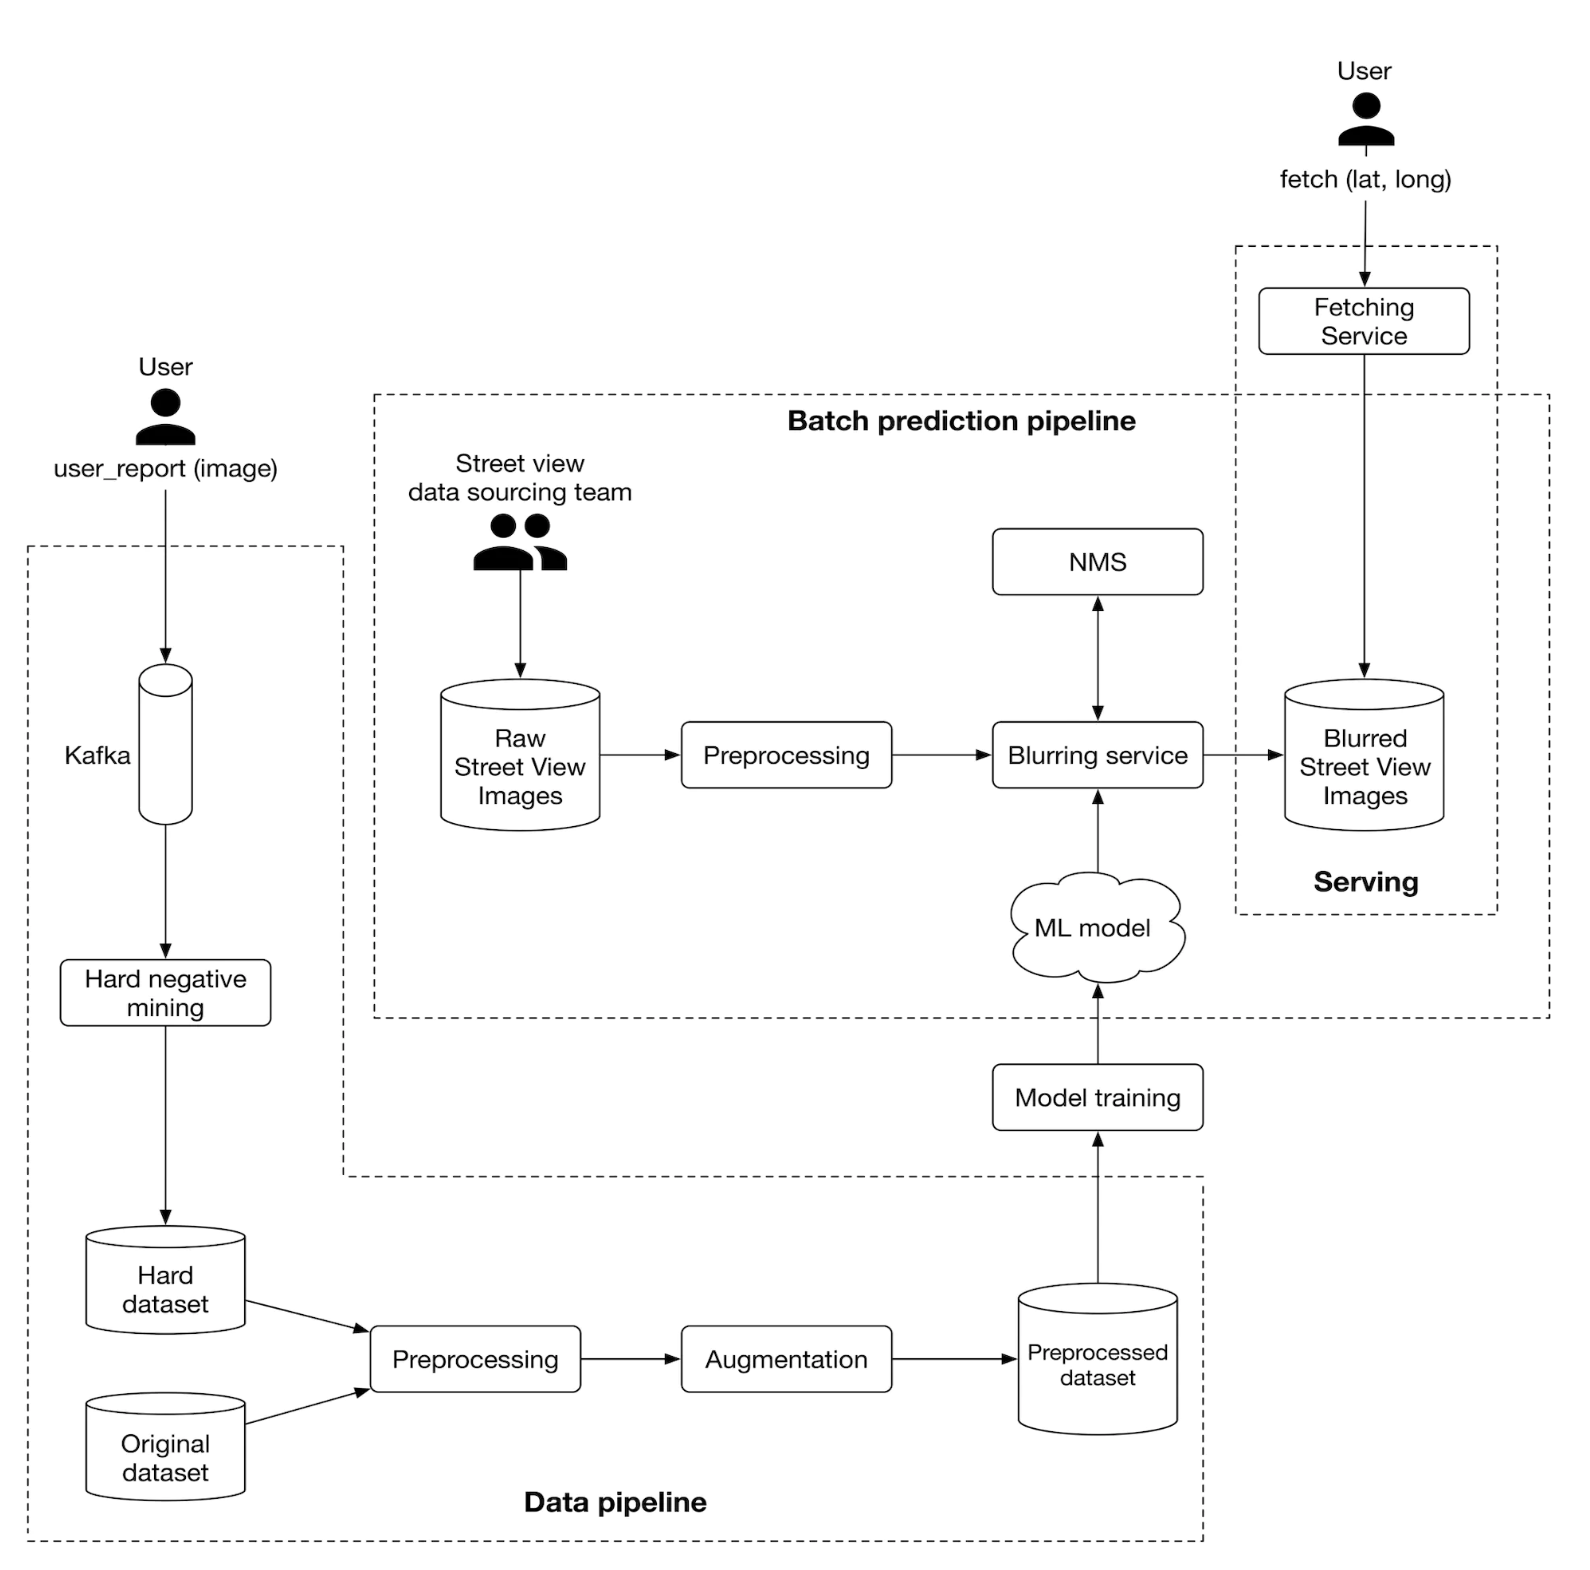 User
fetch (lat, long)
Fetching
Service
User
user_report (image)
Batch prediction pipeline
Street view
data sourcing team
NMS
Kafka
Raw
Street View
Images
Preprocessing
Blurring service
Blurred
Street View
Images
Serving
ML model
Hard negative
mining
Model training
Hard
dataset
Preprocessing
Augmentation
Preprocessed
dataset
Original
dataset
Data pipeline